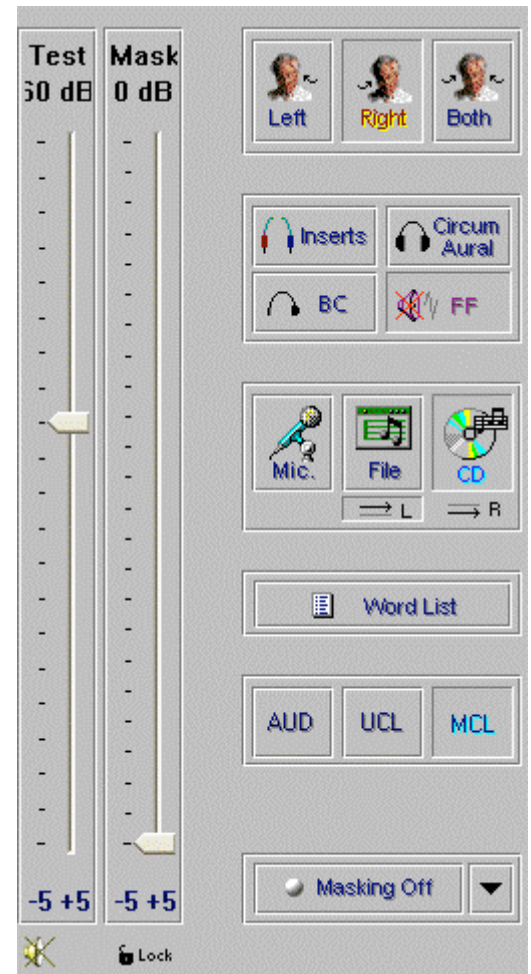 Test Mask
60 dB 0 dB
Left Right Both
Inserts Circum Aural
BC FF
Mic. File CD
L R
Word List
AUD UCL MCL
-5 +5 -5 +5
Masking Off
Lock